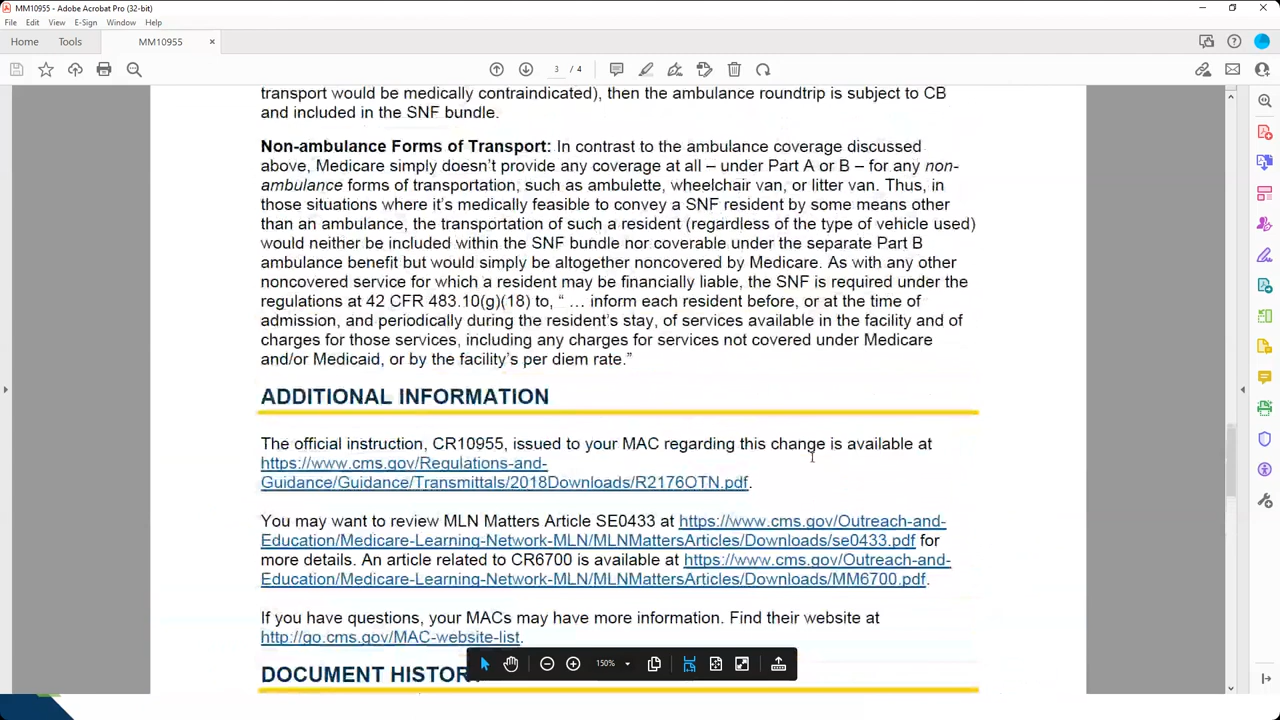 MM10955 - Adobe Acrobat Pro (32-bit)
File Edit View E-Sign Window Help
Home Tools MM10955 ×
3 / 4
transport would be medically contraindicated), then the ambulance roundtrip is subject to CB
and included in the SNF bundle.
Non-ambulance Forms of Transport: In contrast to the ambulance coverage discussed
above, Medicare simply doesn’t provide any coverage at all – under Part A or B – for any non-
ambulance forms of transportation, such as ambulette, wheelchair van, or litter van. Thus, in
those situations where it’s medically feasible to convey a SNF resident by some means other
than an ambulance, the transportation of such a resident (regardless of the type of vehicle used)
would neither be included within the SNF bundle nor coverable under the separate Part B
ambulance benefit but would simply be altogether noncovered by Medicare. As with any other
noncovered service for which a resident may be financially liable, the SNF is required under the
regulations at 42 CFR 483.10(g)(18) to, “ … inform each resident before, or at the time of
admission, and periodically during the resident’s stay, of services available in the facility and of
charges for those services, including any charges for services not covered under Medicare
and/or Medicaid, or by the facility’s per diem rate.”
ADDITIONAL INFORMATION
The official instruction, CR10955, issued to your MAC regarding this change is available at
https://www.cms.gov/Regulations-and-
Guidance/Guidance/Transmittals/2018Downloads/R2176OTN.pdf.
You may want to review MLN Matters Article SE0433 at https://www.cms.gov/Outreach-and-
Education/Medicare-Learning-Network-MLN/MLNMattersArticles/Downloads/se0433.pdf for
more details. An article related to CR6700 is available at https://www.cms.gov/Outreach-and-
Education/Medicare-Learning-Network-MLN/MLNMattersArticles/Downloads/MM6700.pdf.
If you have questions, your MACs may have more information. Find their website at
http://go.cms.gov/MAC-website-list.
150%
DOCUMENT HISTORY